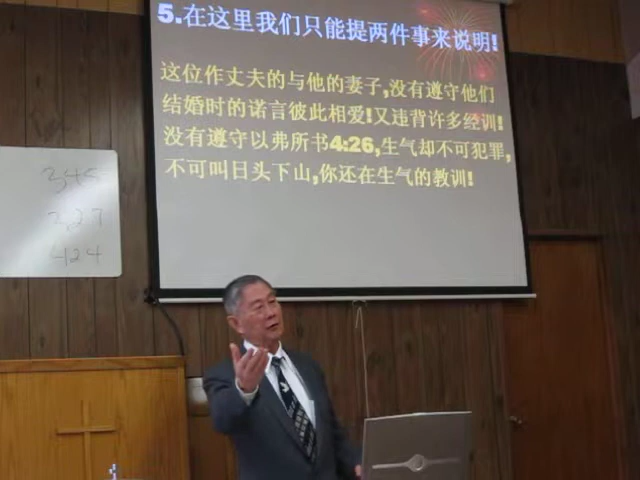 5.在这里我们只能提两件事来说明!
这位作丈夫的与他的妻子,没有遵守他们
结婚时的诺言彼此相爱!又违背许多经训!
没有遵守以弗所书4:26,生气却不可犯罪,
不可叫日头下山,你还在生气的教训!
345
2,27
424